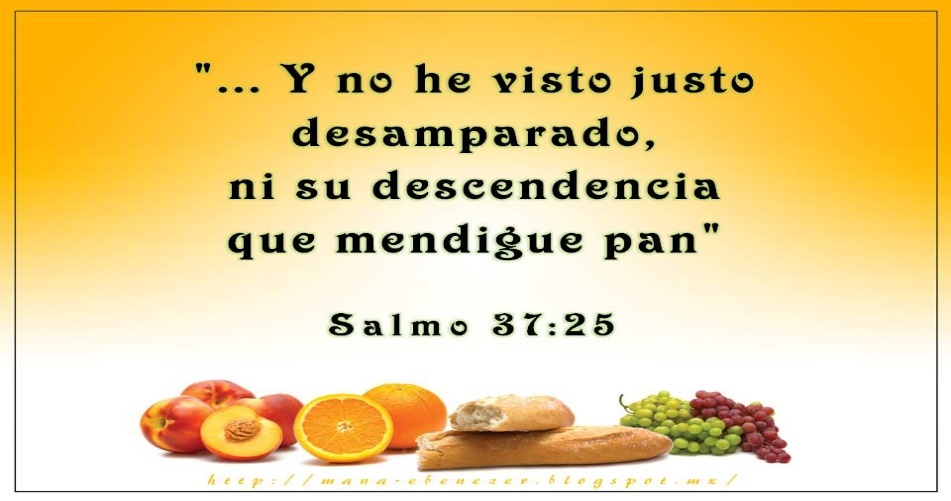 "... Y no he visto justo
desamparado,
ni su descendencia
que mendigue pan"
Salmo 37:25
http://mana-ebenezer.blogspot.mx/